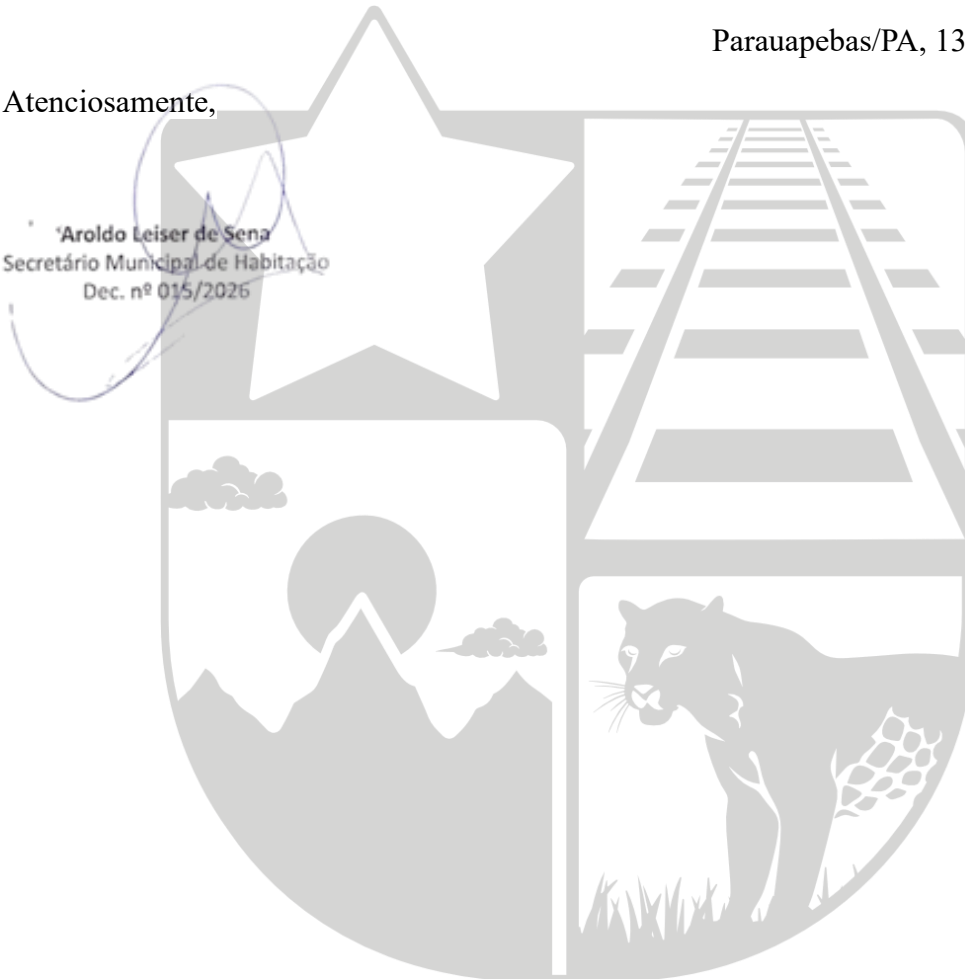 Parauapebas/PA, 13
Atenciosamente,
Aroldo Leiser de Sena
Secretário Municipal de Habitação
Dec. nº 015/2026